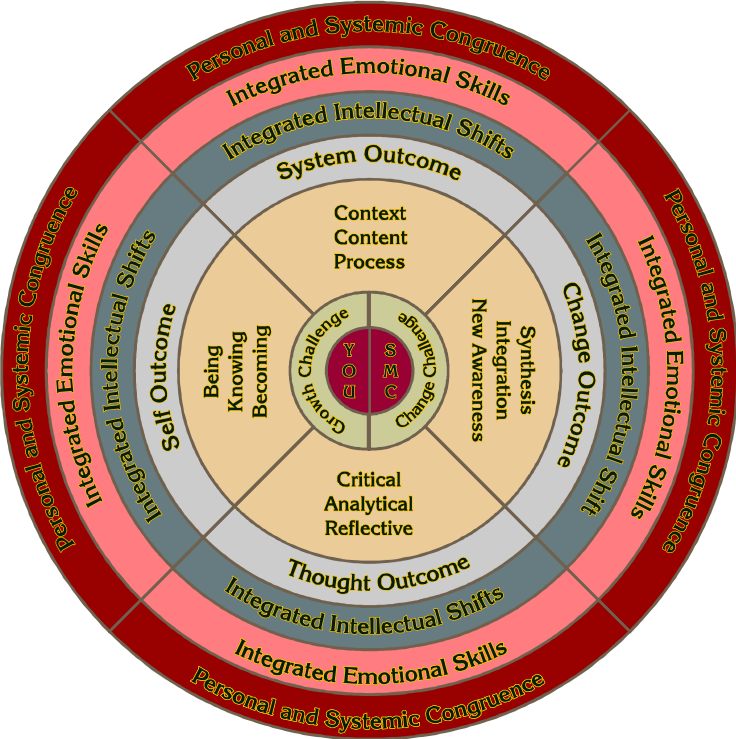 Personal and Systemic Congruence
Integrated Emotional Skills
Integrated Intellectual Shifts
System Outcome
Context
Content
Process
Personal and Systemic Congruence
Integrated Emotional Skills
Integrated Intellectual Shifts
Self Outcome
Being
Knowing
Becoming
Growth Challenge
YOU
SMC
Change Challenge
New Awareness
Integration
Synthesis
Change Outcome
Integrated Intellectual Shift
Integrated Emotional Skills
Personal and Systemic Congruence
Critical
Analytical
Reflective
Thought Outcome
Integrated Intellectual Shifts
Integrated Emotional Skills
Personal and Systemic Congruence